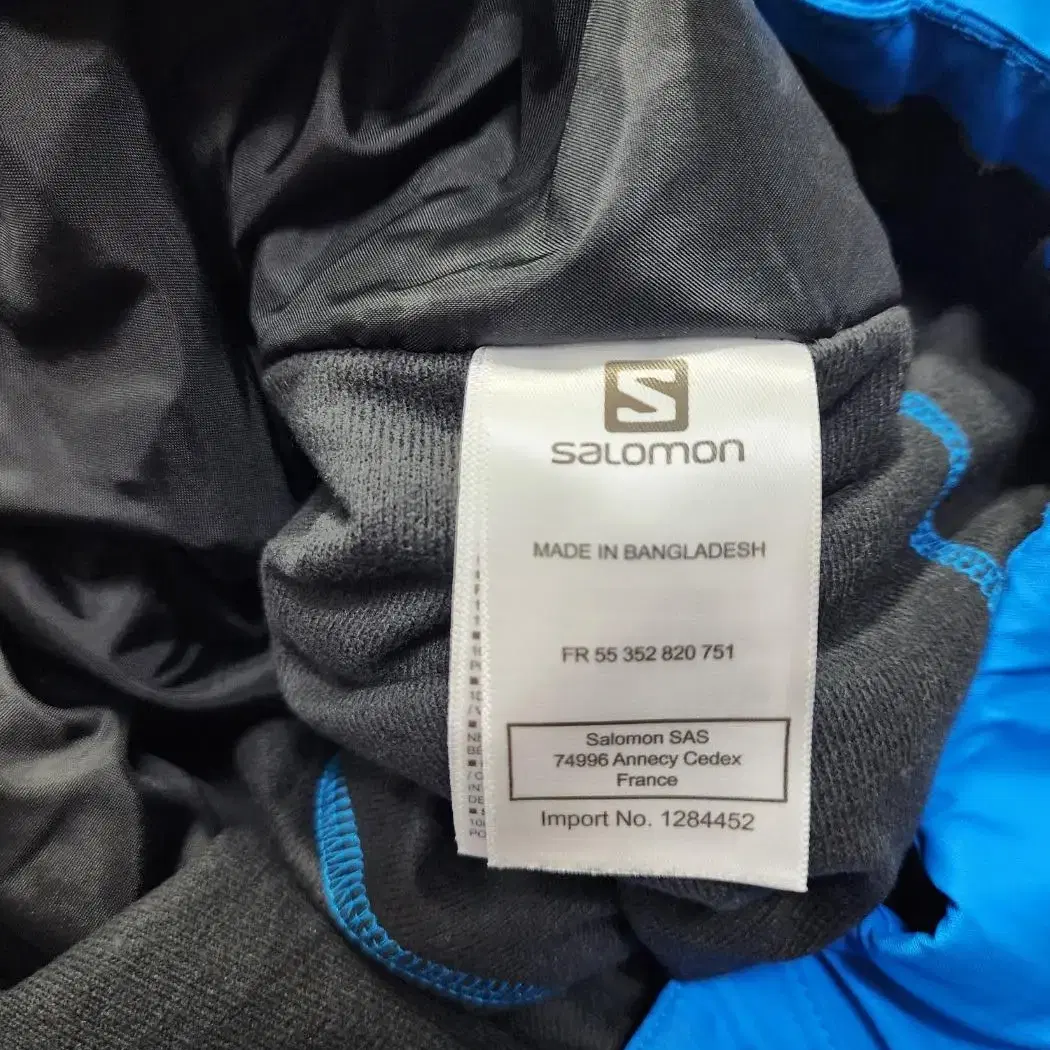 S
SALOMON
MADE IN BANGLADESH
FR 55 352 820 751
Salomon SAS
74996 Annecy Cedex
France
Import No. 1284452